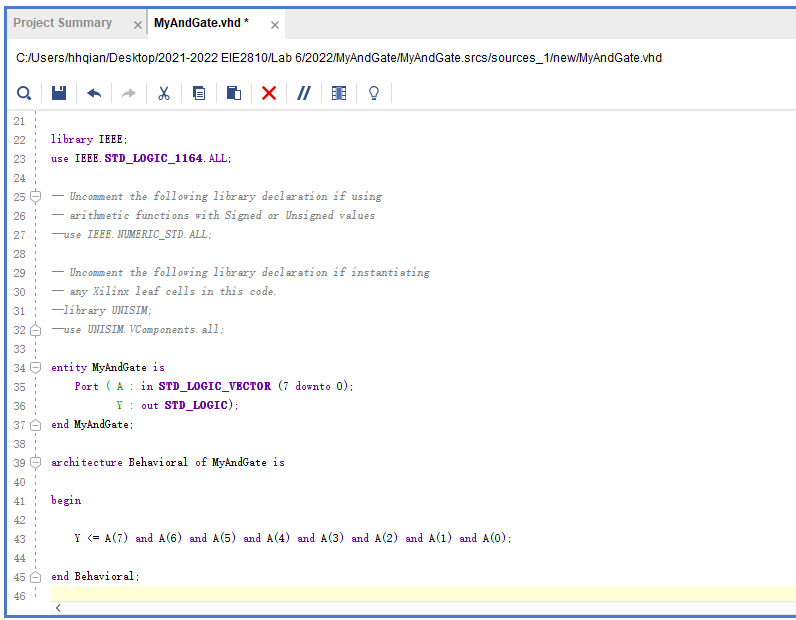 Project Summary × MyAndGate.vhd * ×
C:/Users/hhqian/Desktop/2021-2022 EIE2810/Lab 6/2022/MyAndGate/MyAndGate.srcs/sources_1/new/MyAndGate.vhd
21
22 library IEEE;
23 use IEEE.STD_LOGIC_1164.ALL;
24
25 -- Uncomment the following library declaration if using
26 -- arithmetic functions with Signed or Unsigned values
27 --use IEEE.NUMERIC_STD.ALL;
28
29 -- Uncomment the following library declaration if instantiating
30 -- any Xilinx leaf cells in this code.
31 --library UNISIM;
32 --use UNISIM.VComponents.all;
33
34 entity MyAndGate is
35 Port ( A : in STD_LOGIC_VECTOR (7 downto 0);
36 Y : out STD_LOGIC);
37 end MyAndGate;
38
39 architecture Behavioral of MyAndGate is
40
41 begin
42
43 Y <= A(7) and A(6) and A(5) and A(4) and A(3) and A(2) and A(1) and A(0);
44
45 end Behavioral;
46